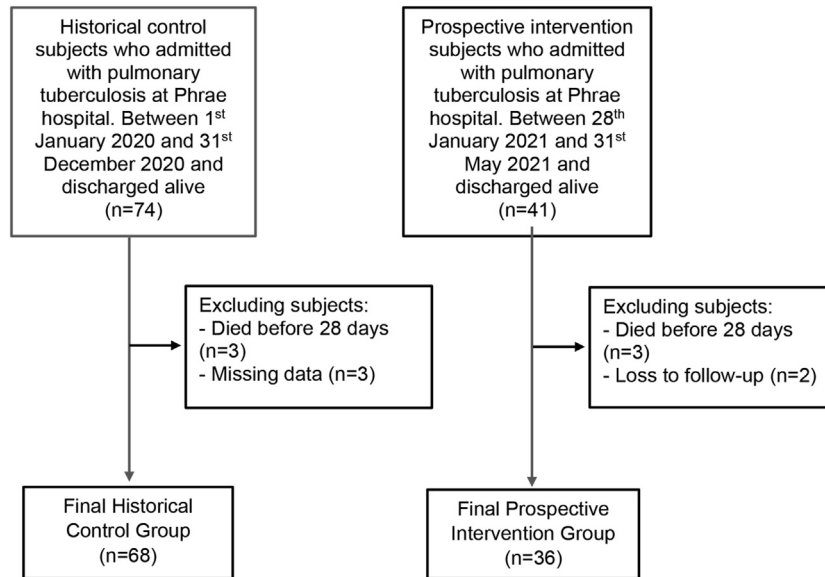 Historical control
subjects who admitted
with pulmonary
tuberculosis at Phrae
hospital. Between 1st
January 2020 and 31st
December 2020 and
discharged alive
(n=74)
Prospective intervention
subjects who admitted
with pulmonary
tuberculosis at Phrae
hospital. Between 28th
January 2021 and 31st
May 2021 and
discharged alive
(n=41)
Excluding subjects:
- Died before 28 days
(n=3)
- Missing data (n=3)
Excluding subjects:
- Died before 28 days
(n=3)
- Loss to follow-up (n=2)
Final Historical
Control Group
(n=68)
Final Prospective
Intervention Group
(n=36)